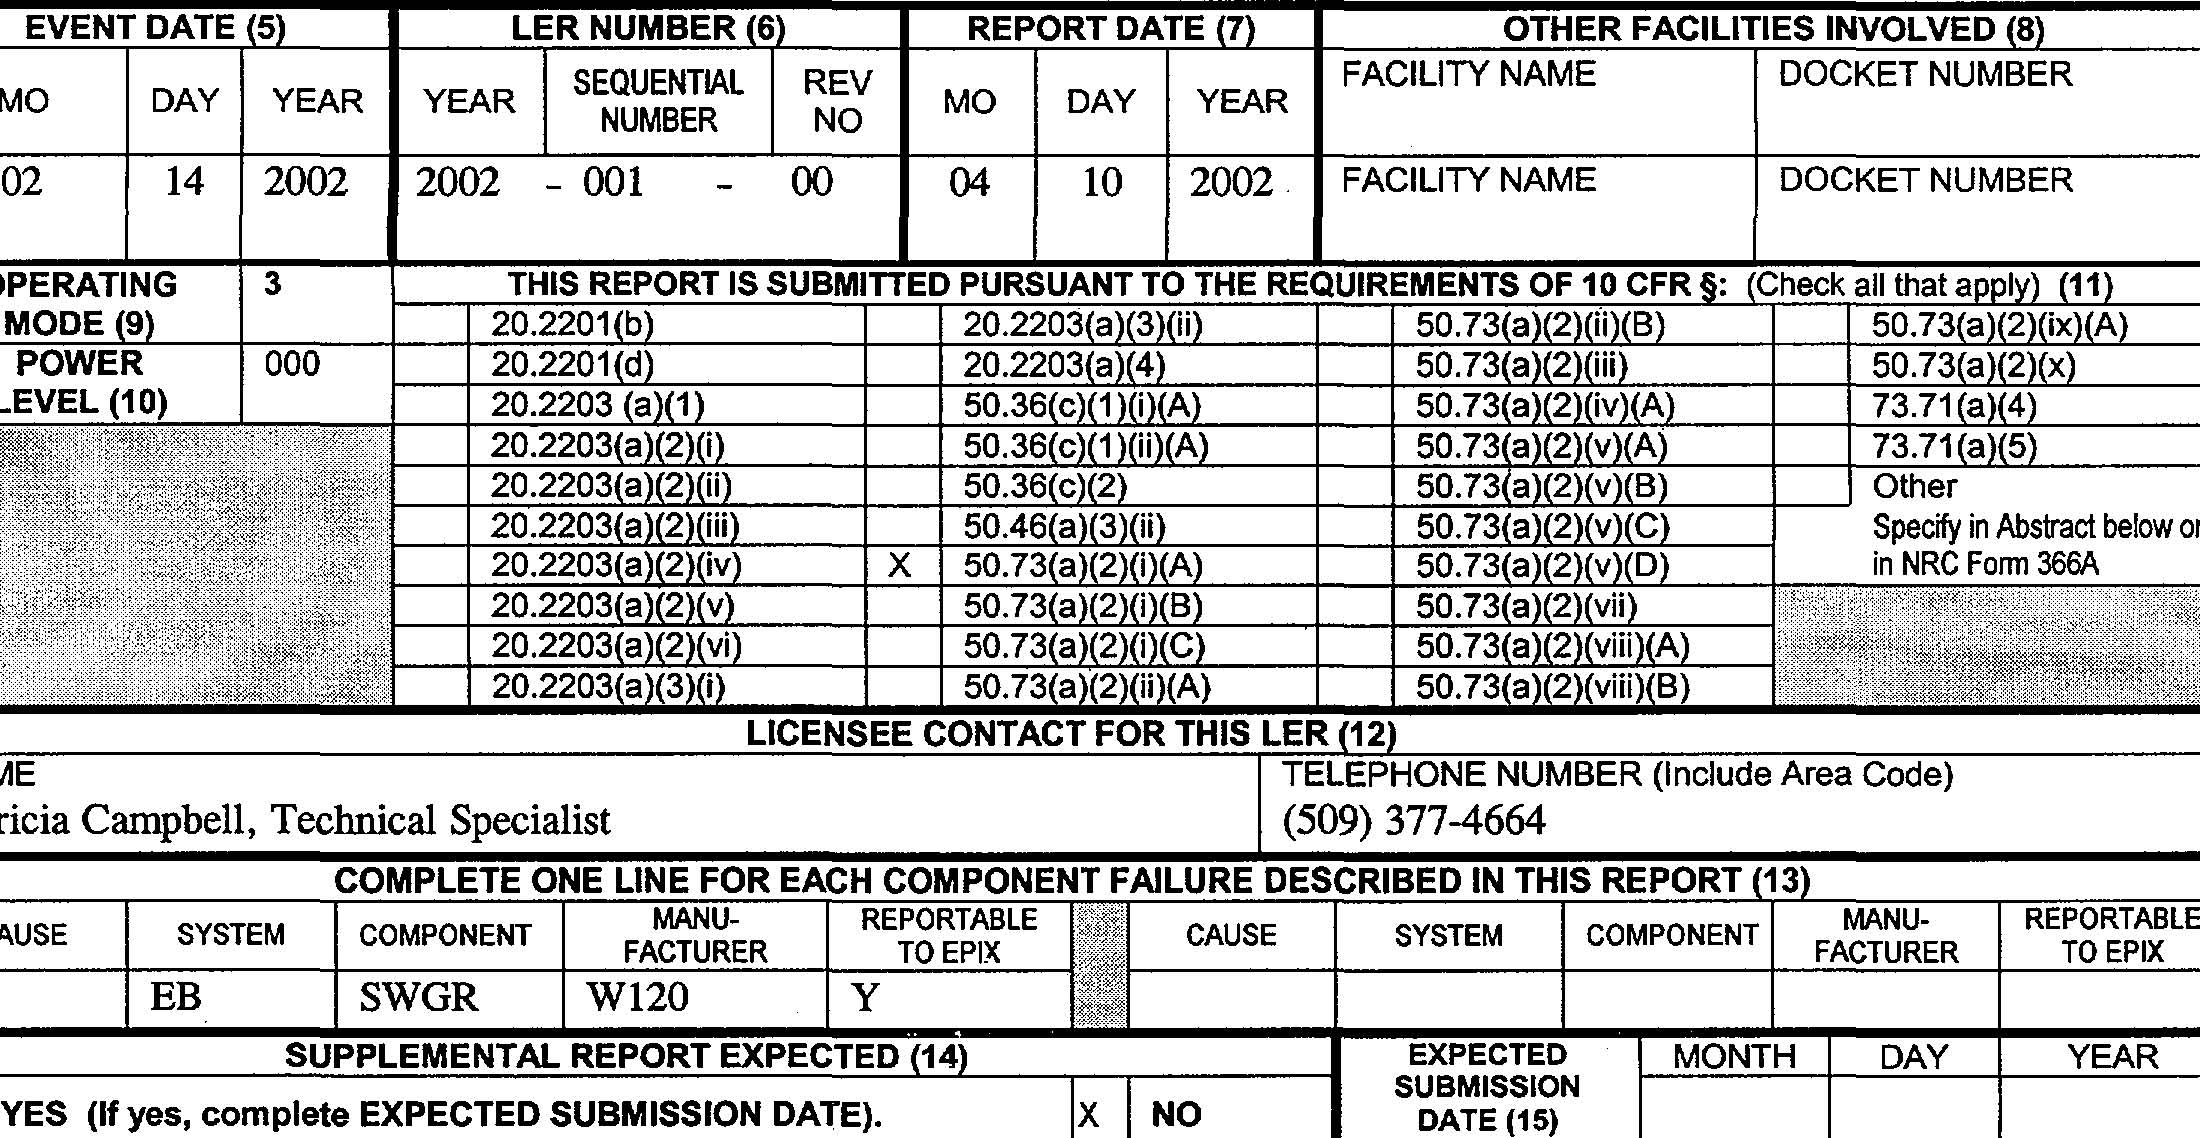 EVENT DATE (5) LER NUMBER (6) REPORT DATE (7) OTHER FACILITIES INVOLVED (8)
MO DAY YEAR YEAR SEQUENTIAL NUMBER REV NO MO DAY YEAR FACILITY NAME DOCKET NUMBER
02 14 2002 2002 - 001 - 00 04 10 2002 FACILITY NAME DOCKET NUMBER
OPERATING MODE (9) 3 THIS REPORT IS SUBMITTED PURSUANT TO THE REQUIREMENTS OF 10 CFR §: (Check all that apply) (11)
20.2201(b) 20.2203(a)(3)(ii) 50.73(a)(2)(ii)(B) 50.73(a)(2)(ix)(A)
POWER LEVEL (10) 000 20.2201(d) 20.2203(a)(4) 50.73(a)(2)(iii) 50.73(a)(2)(x)
20.2203 (a)(1) 50.36(c)(1)(i)(A) 50.73(a)(2)(iv)(A) 73.71(a)(4)
20.2203(a)(2)(i) 50.36(c)(1)(ii)(A) 50.73(a)(2)(v)(A) 73.71(a)(5)
20.2203(a)(2)(ii) 50.36(c)(2) 50.73(a)(2)(v)(B) Other
20.2203(a)(2)(iii) 50.46(a)(3)(ii) 50.73(a)(2)(v)(C) Specify in Abstract below or
20.2203(a)(2)(iv) X 50.73(a)(2)(i)(A) 50.73(a)(2)(v)(D) in NRC Form 366A
20.2203(a)(2)(v) 50.73(a)(2)(i)(B) 50.73(a)(2)(vii)
20.2203(a)(2)(vi) 50.73(a)(2)(i)(C) 50.73(a)(2)(viii)(A)
20.2203(a)(3)(i) 50.73(a)(2)(ii)(A) 50.73(a)(2)(viii)(B)
LICENSEE CONTACT FOR THIS LER (12)
ME TELEPHONE NUMBER (Include Area Code)
ricia Campbell, Technical Specialist (509) 377-4664
COMPLETE ONE LINE FOR EACH COMPONENT FAILURE DESCRIBED IN THIS REPORT (13)
AUSE SYSTEM COMPONENT MANU-FACTURER REPORTABLE TO EPIX CAUSE SYSTEM COMPONENT MANU-FACTURER REPORTABLE TO EPIX
EB SWGR W120 Y
SUPPLEMENTAL REPORT EXPECTED (14) EXPECTED SUBMISSION DATE (15) MONTH DAY YEAR
YES (If yes, complete EXPECTED SUBMISSION DATE). X NO